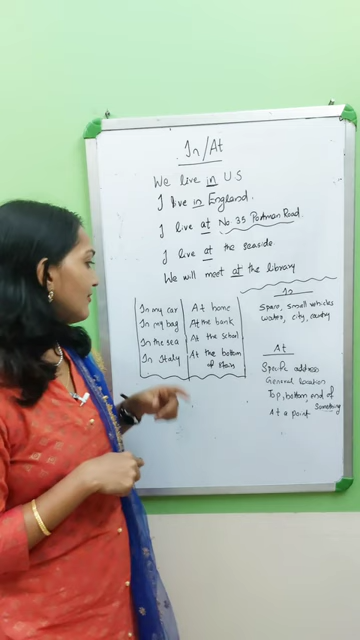 In/At
We live in U.S
I live in England.
I live at No. 35 Portman Road.
I live at the seaside
We will meet at the library
In my car
In my bag
In the sea
In Italy
At home
At the bank
At the school
At the bottom
of
In
Space, small vehicles
water, city, country
At
Specific address
General location
Top, bottom end of
Something
At a point